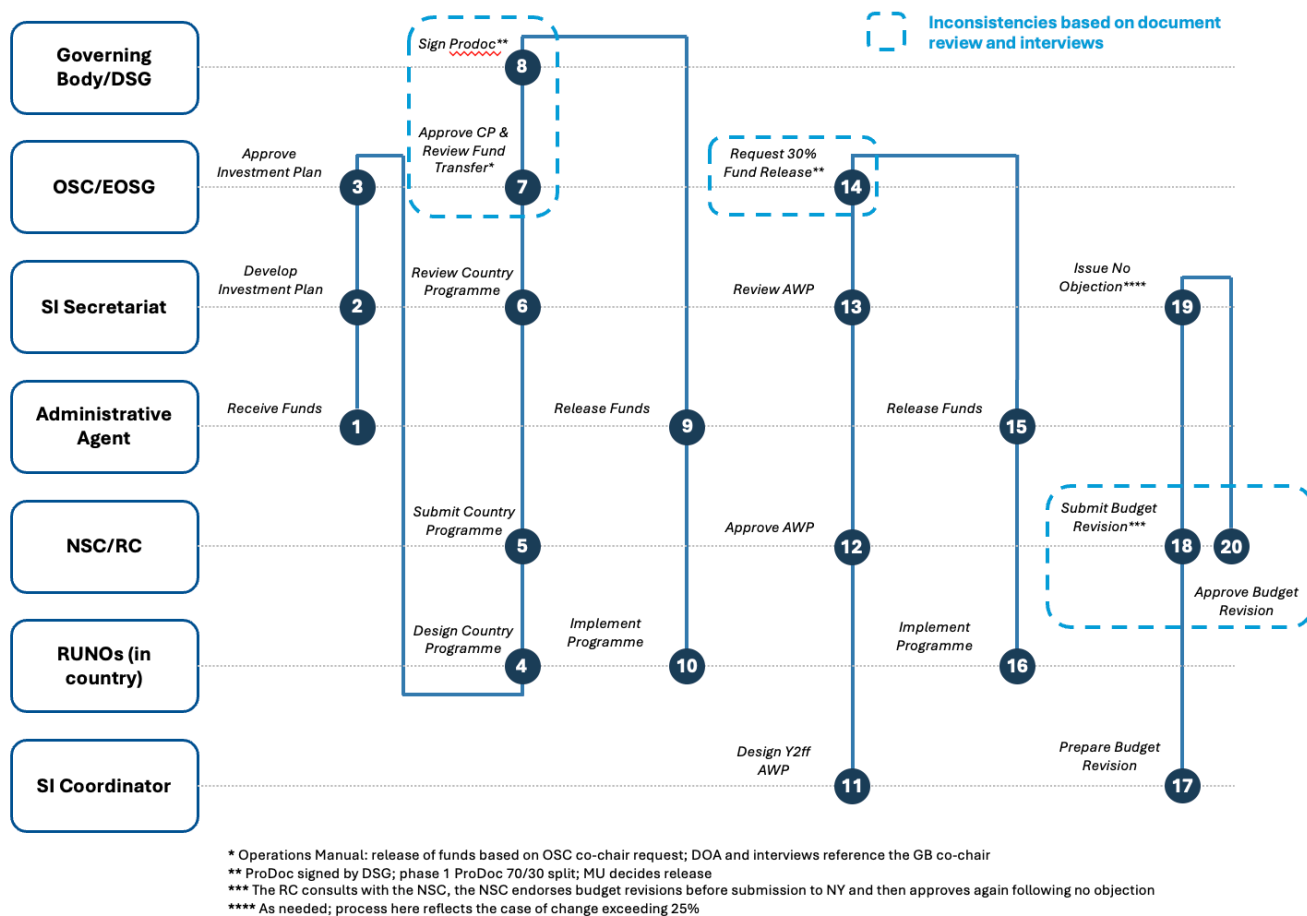 Inconsistencies based on document
review and interviews
Governing
Body/DSG
Sign Prodoc**
8
OSC/EOSG
Approve
Investment Plan
3
Approve CP &
Review Fund
Transfer*
7
Request 30%
Fund Release**
14
SI Secretariat
Develop
Investment Plan
2
Review Country
Programme
6
Review AWP
13
Issue No
Objection****
19
Administrative
Agent
Receive Funds
1
Release Funds
9
Release Funds
15
NSC/RC
Submit Country
Programme
5
Approve AWP
12
Submit Budget
Revision***
18
20
Approve Budget
Revision
RUNOs (in
country)
Design Country
Programme
4
Implement
Programme
10
Implement
Programme
16
SI Coordinator
Design Y2ff
AWP
11
Prepare Budget
Revision
17
* Operations Manual: release of funds based on OSC co-chair request; DOA and interviews reference the GB co-chair
** ProDoc signed by DSG; phase 1 ProDoc 70/30 split; MU decides release
*** The RC consults with the NSC, the NSC endorses budget revisions before submission to NY and then approves again following no objection
**** As needed; process here reflects the case of change exceeding 25%